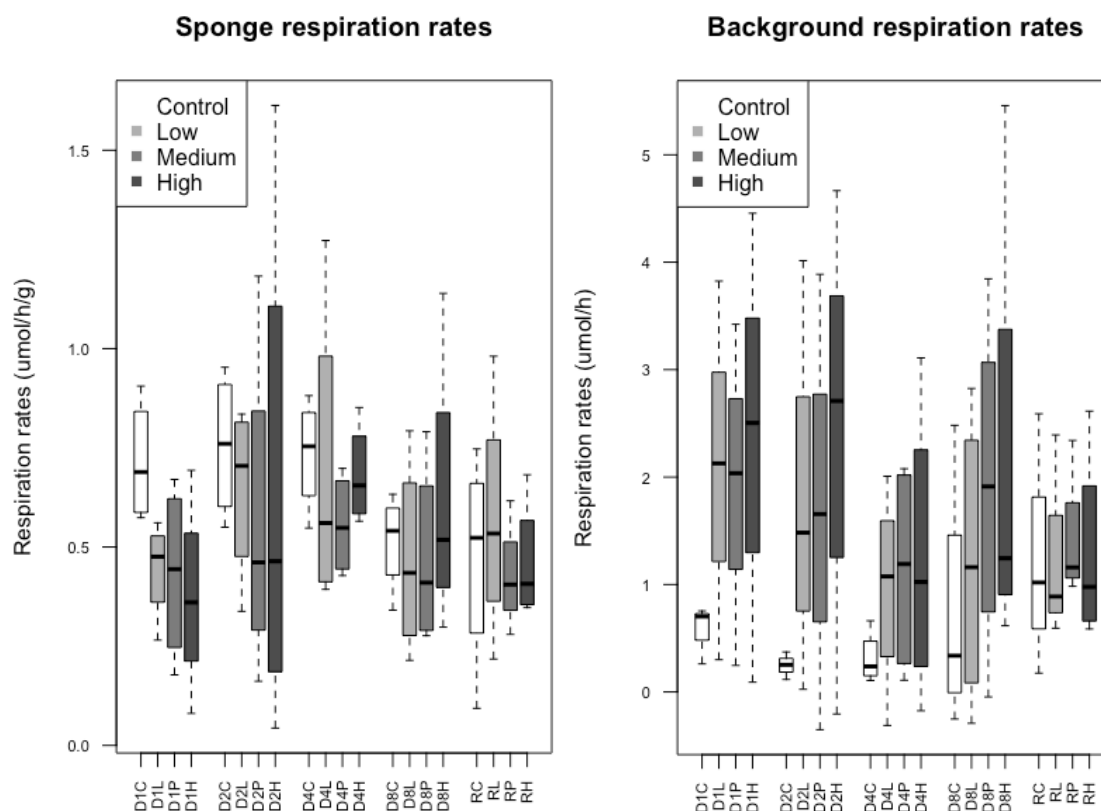 Sponge respiration rates
Control
Low
Medium
High
Respiration rates (umol/h/g)
1.5
1.0
0.5
0.0
D1C
D1L
D1P
D1H
D2C
D2L
D2P
D2H
D4C
D4L
D4P
D4H
D8C
D8L
D8P
D8H
RC
RL
RP
RH
Background respiration rates
Control
Low
Medium
High
Respiration rates (umol/h)
5
4
3
2
1
0
D1C
D1L
D1P
D1H
D2C
D2L
D2P
D2H
D4C
D4L
D4P
D4H
D8C
D8L
D8P
D8H
RC
RL
RP
RH